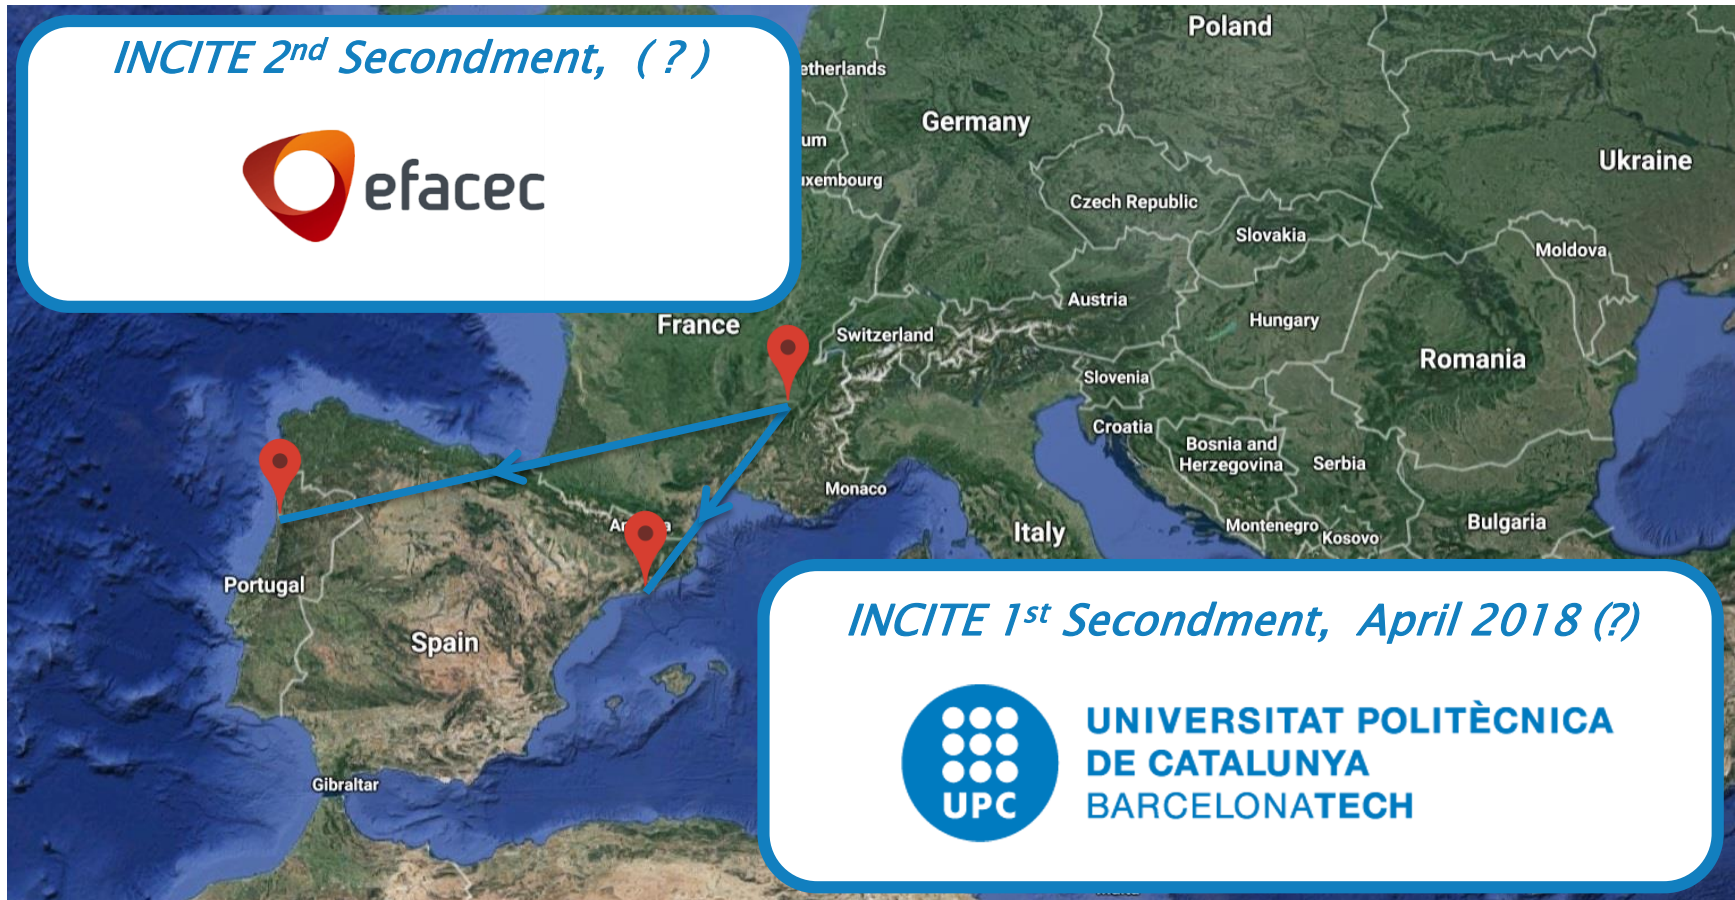 INCITE 2nd Secondment, ( ? )
efacec
Poland
etherlands
Germany
um
Ukraine
xembourg
Czech Republic
Slovakia
Moldova
Austria
France
Switzerland
Hungary
Romania
Slovenia
Croatia
Bosnia and
Herzegovina
Serbia
Monaco
Italy
Montenegro
Kosovo
Bulgaria
Portugal
Spain
Gibraltar
INCITE 1st Secondment, April 2018 (?)
UPC
UNIVERSITAT POLITÈCNICA
DE CATALUNYA
BARCELONATECH